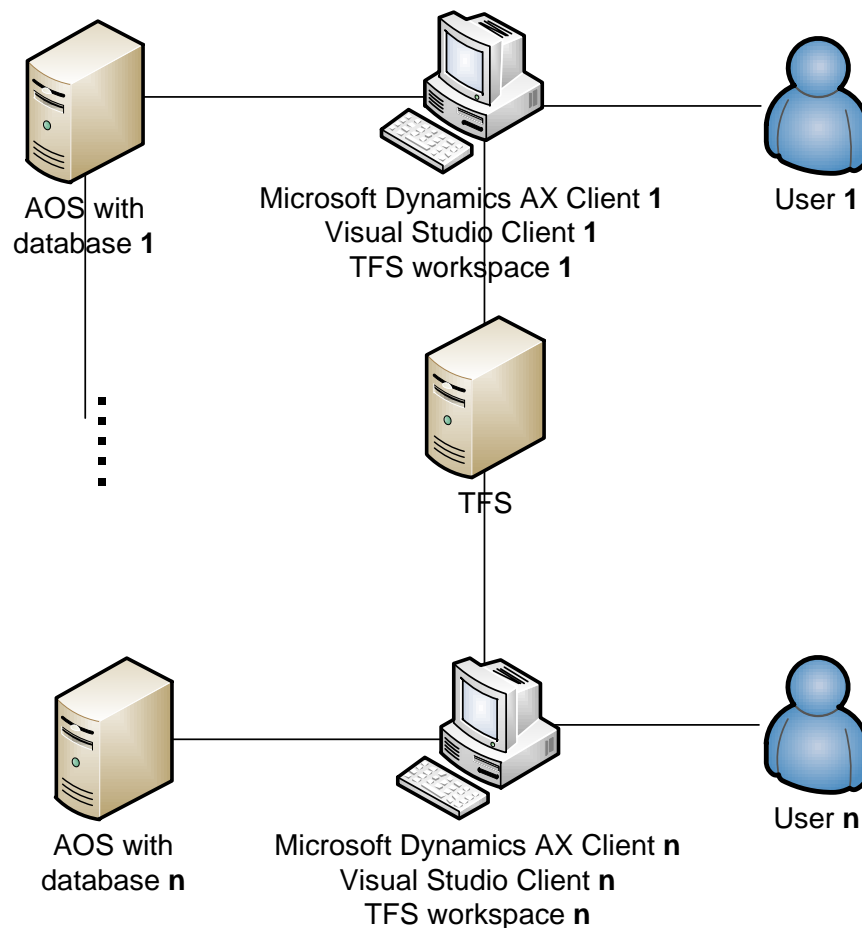 AOS with
database 1
Microsoft Dynamics AX Client 1
Visual Studio Client 1
TFS workspace 1
User 1
TFS
AOS with
database n
Microsoft Dynamics AX Client n
Visual Studio Client n
TFS workspace n
User n